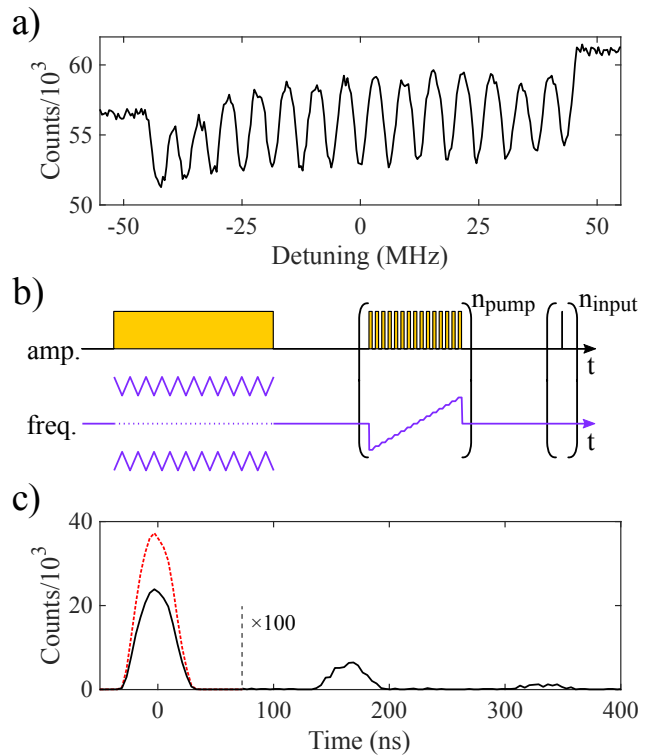 a)
Counts/10³
60
55
50
-50
-25
0
25
50
Detuning (MHz)
b)
amp.
n_pump
n_input
t
freq.
t
c)
Counts/10³
40
20
0
×100
0
100
200
300
400
Time (ns)